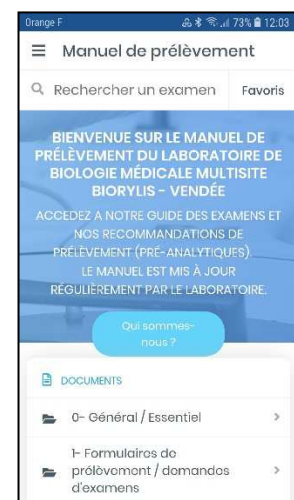 Orange F 73% 12:03
Manuel de prélèvement
Rechercher un examen Favoris
BIENVENUE SUR LE MANUEL DE
PRÉLÈVEMENT DU LABORATOIRE DE
BIOLOGIE MÉDICALE MULTISITE
BIORYLIS - VENDÉE
ACCEDEZ A NOTRE GUIDE DES EXAMENS ET
NOS RECOMMANDATIONS DE
PRÉLÈVEMENT (PRÉ-ANALYTIQUES).
LE MANUEL EST MIS À JOUR
RÉGULIÈREMENT PAR LE LABORATOIRE.
Qui sommes-
nous ?
DOCUMENTS
0- Général / Essentiel
1- Formulaires de
prélèvement / demandes
d'examens